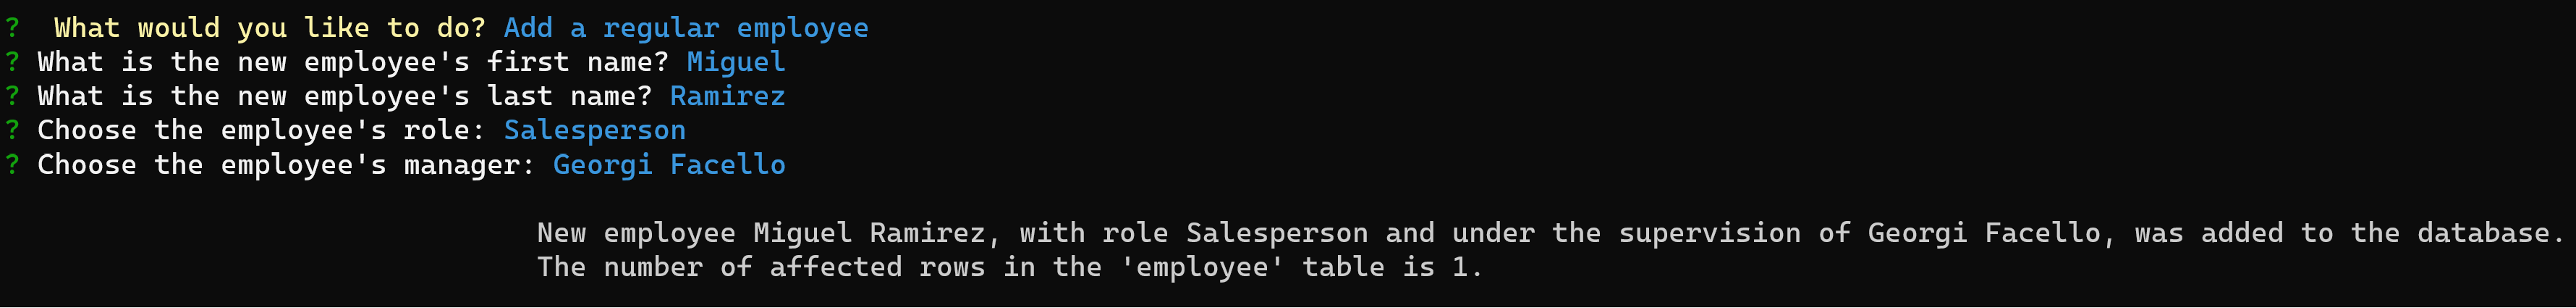 ?  What would you like to do? Add a regular employee
? What is the new employee's first name? Miguel
? What is the new employee's last name? Ramirez
? Choose the employee's role: Salesperson
? Choose the employee's manager: Georgi Facello
New employee Miguel Ramirez, with role Salesperson and under the supervision of Georgi Facello, was added to the database.
The number of affected rows in the 'employee' table is 1.